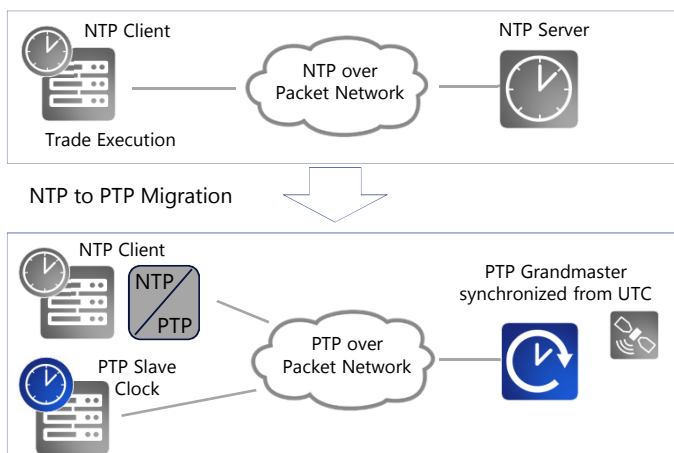 NTP Client
NTP Server
NTP over
Packet Network
Trade Execution
NTP to PTP Migration
NTP Client
NTP
PTP
PTP Grandmaster
synchronized from UTC
PTP over
Packet Network
PTP Slave
Clock